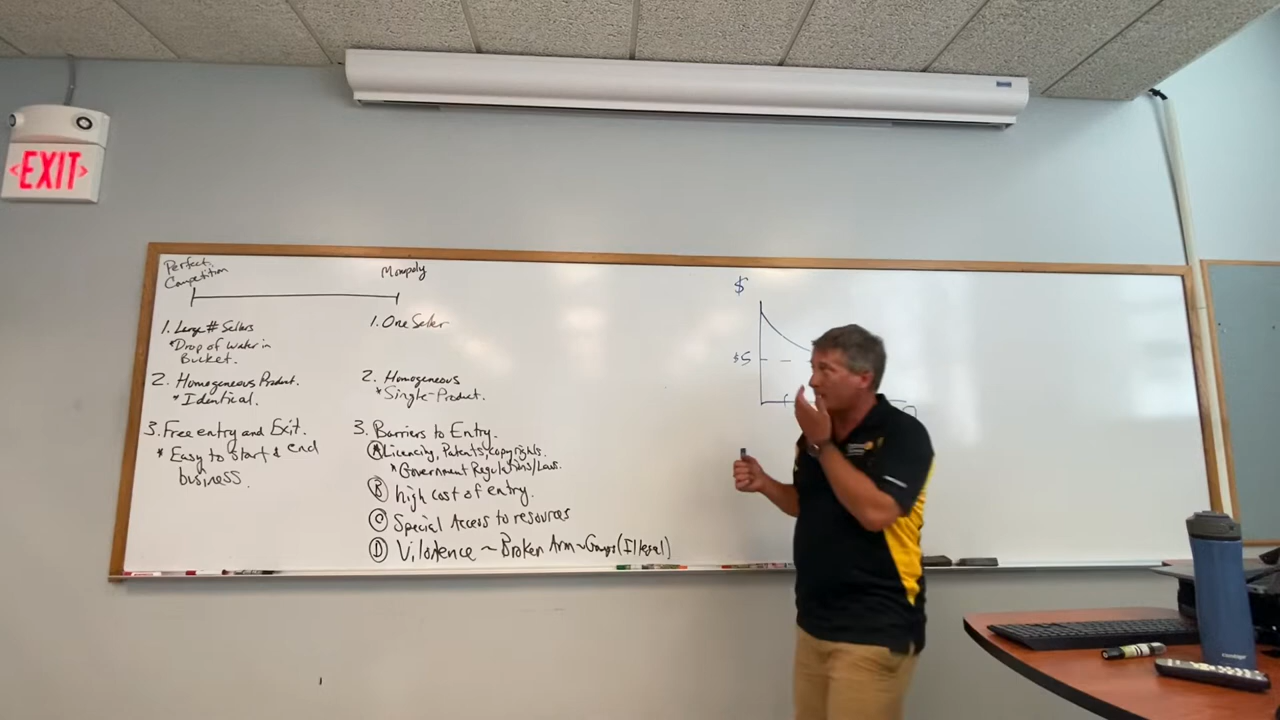 EXIT
Perfect
Competition
Monpoly
1. Large # Sellers
*Drop of water in
Bucket.
2. Homogeneous Product.
* Identical.
3. Free entry and Exit.
* Easy to start & end
business.
1. One Seller
2. Homogeneous
*Single-Product.
3. Barriers to Entry.
A Licencing, Patents, Copyrights.
*Government Regulations/Laws.
B high cost of entry.
C Special Access to resources
D Vilontence ~ Broken Arm ~ Gangs (Illegal)
$
$5